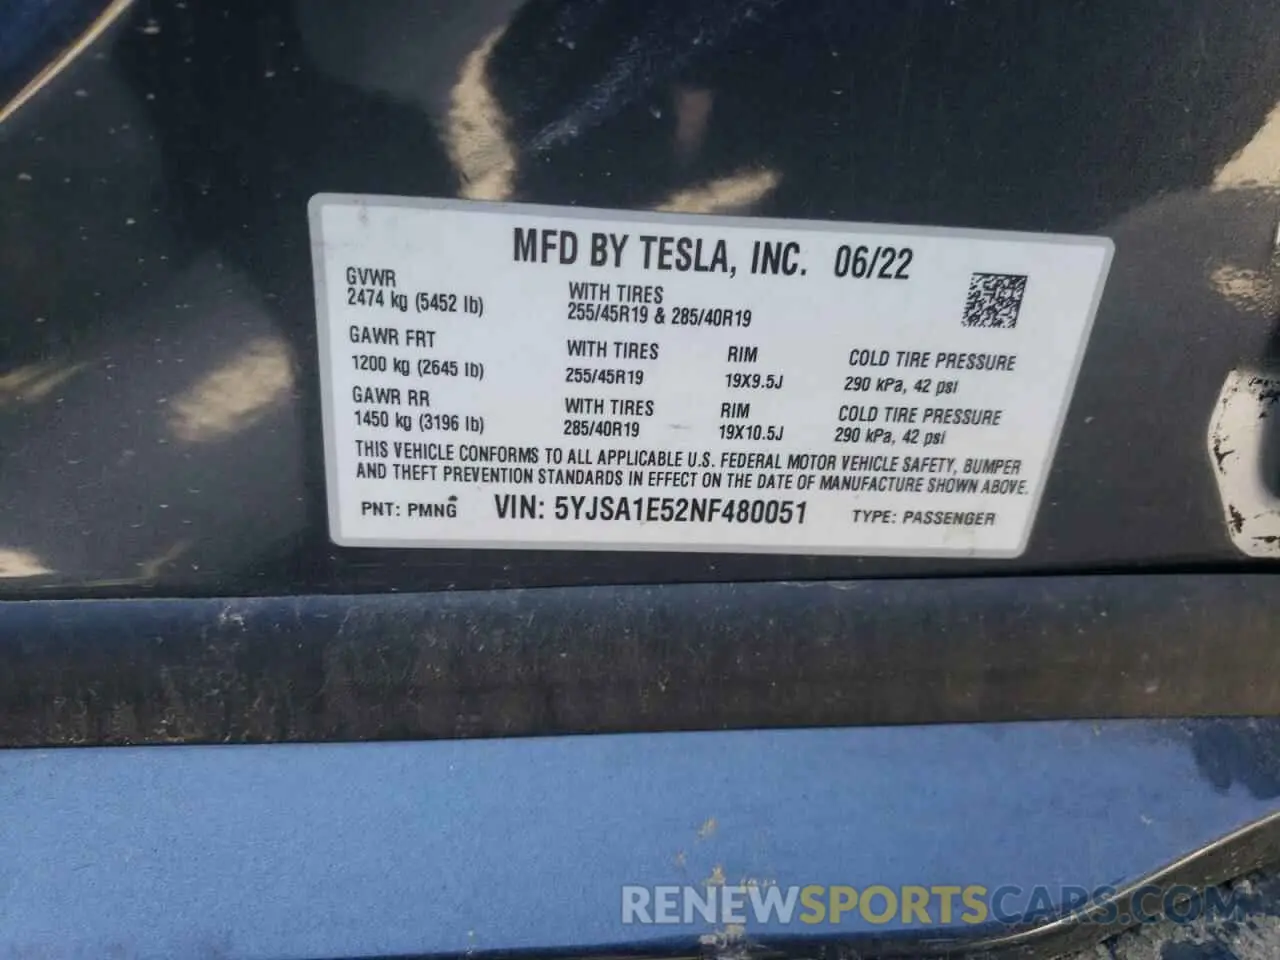 MFD BY TESLA, INC. 06/22
GVWR
2474 kg (5452 lb)
WITH TIRES
255/45R19 & 285/40R19
GAWR FRT
1200 kg (2645 lb)
WITH TIRES
255/45R19
RIM
19X9.5J
COLD TIRE PRESSURE
290 kPa, 42 psi
GAWR RR
1450 kg (3196 lb)
WITH TIRES
285/40R19
RIM
19X10.5J
COLD TIRE PRESSURE
290 kPa, 42 psi
THIS VEHICLE CONFORMS TO ALL APPLICABLE U.S. FEDERAL MOTOR VEHICLE SAFETY, BUMPER
AND THEFT PREVENTION STANDARDS IN EFFECT ON THE DATE OF MANUFACTURE SHOWN ABOVE.
PNT: PMNG VIN: 5YJSA1E52NF480051 TYPE: PASSENGER
RENEWSPORTSCARS.COM